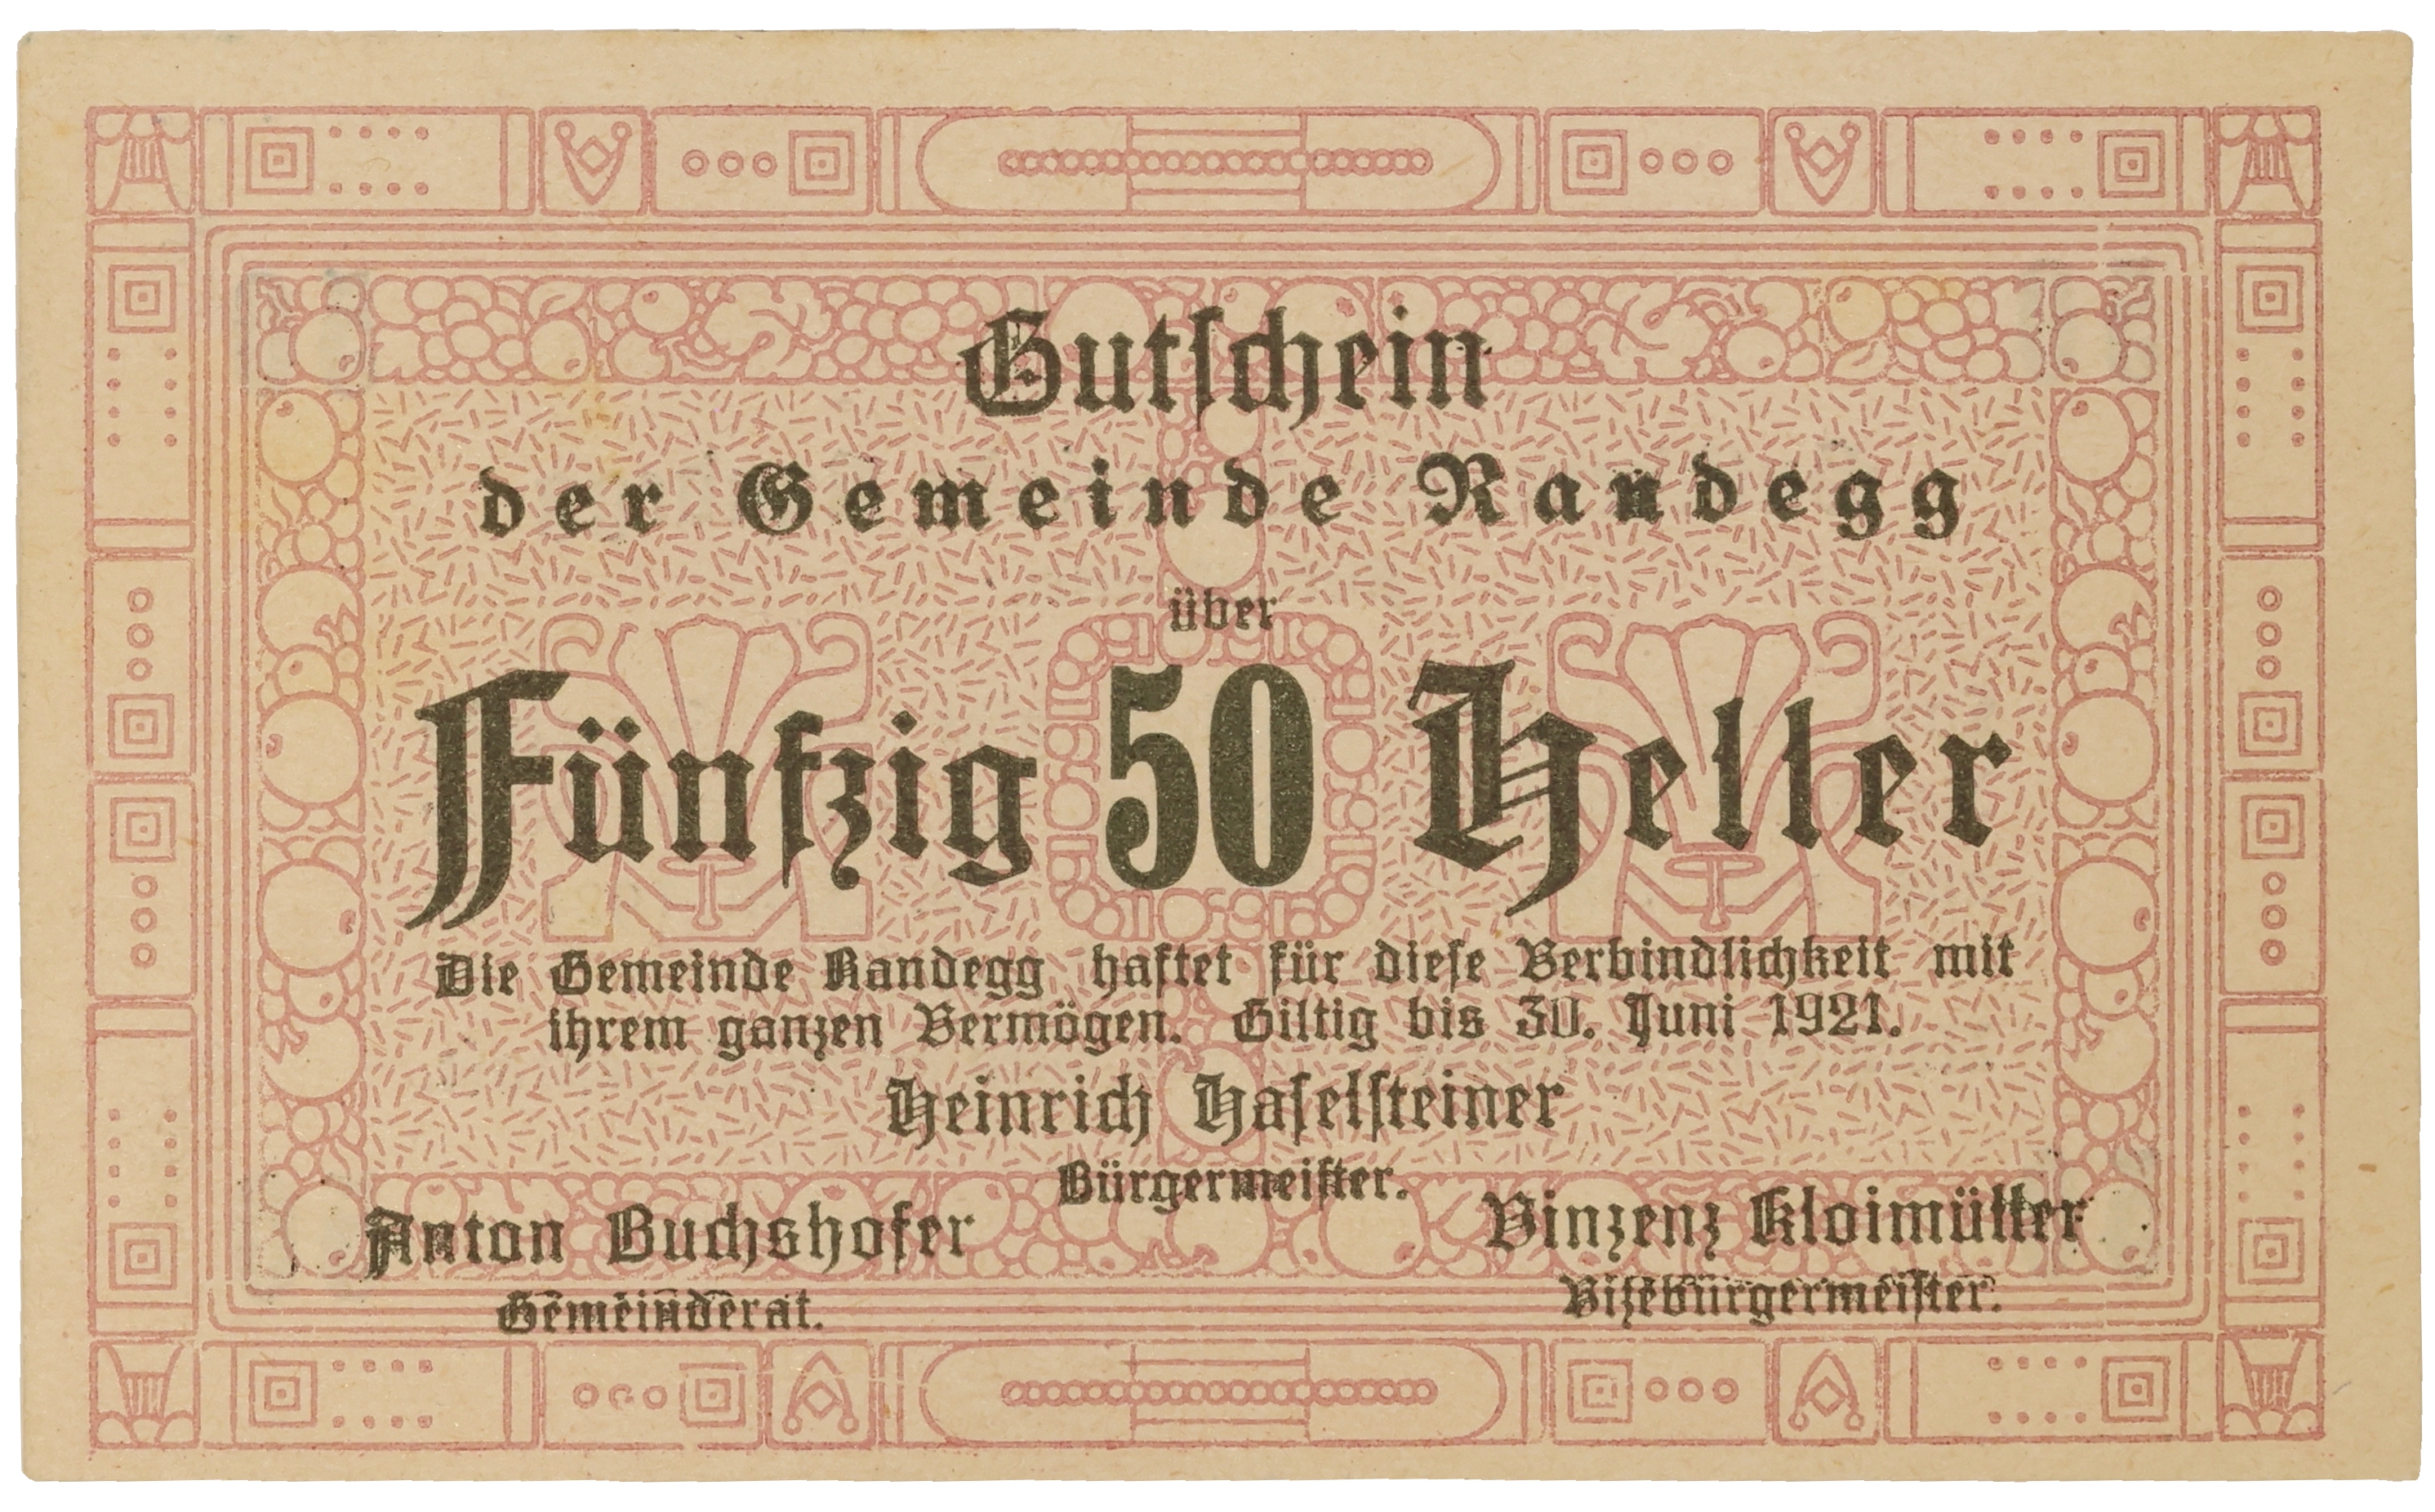 Gutschein
der Gemeinde Randegg
über
Fünfzig 50 Heller
Die Gemeinde Randegg haftet für diese Verbindlichkeit mit
ihrem ganzen Vermögen. Giltig bis 30. Juni 1921.
Heinrich Haselsteiner
Bürgermeister.
Anton Buchshofer
Gemeinderat.
Vinzenz Kloimüller
Vizebürgermeister.